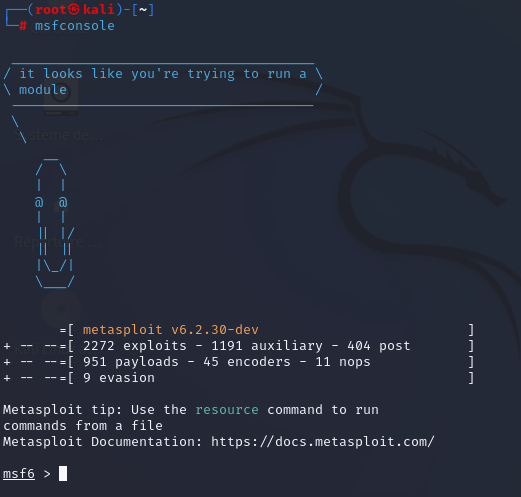 ┌──(root㉿kali)-[~]
└─# msfconsole
 _____________________________________
/ it looks like you're trying to run a \
\ module                               /
 -------------------------------------
 \
  \
     __
    /  \
    |  |
    @  @
    |  |
    || |/
    || ||
    |\_/|
    \___/
       =[ metasploit v6.2.30-dev                          ]
+ -- --=[ 2272 exploits - 1191 auxiliary - 404 post       ]
+ -- --=[ 951 payloads - 45 encoders - 11 nops            ]
+ -- --=[ 9 evasion                                       ]
Metasploit tip: Use the resource command to run
commands from a file
Metasploit Documentation: https://docs.metasploit.com/
msf6 >